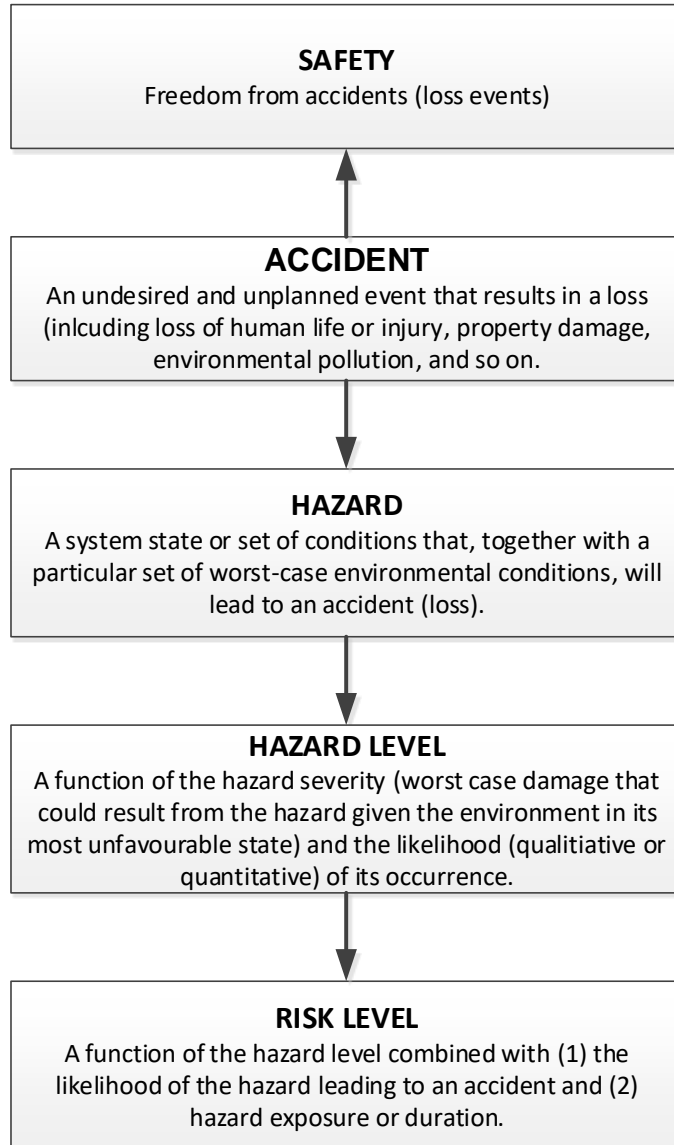 SAFETY
Freedom from accidents (loss events)
ACCIDENT
An undesired and unplanned event that results in a loss
(inlcuding loss of human life or injury, property damage,
environmental pollution, and so on.
HAZARD
A system state or set of conditions that, together with a
particular set of worst-case environmental conditions, will
lead to an accident (loss).
HAZARD LEVEL
A function of the hazard severity (worst case damage that
could result from the hazard given the environment in its
most unfavourable state) and the likelihood (qualitiative or
quantitative) of its occurrence.
RISK LEVEL
A function of the hazard level combined with (1) the
likelihood of the hazard leading to an accident and (2)
hazard exposure or duration.